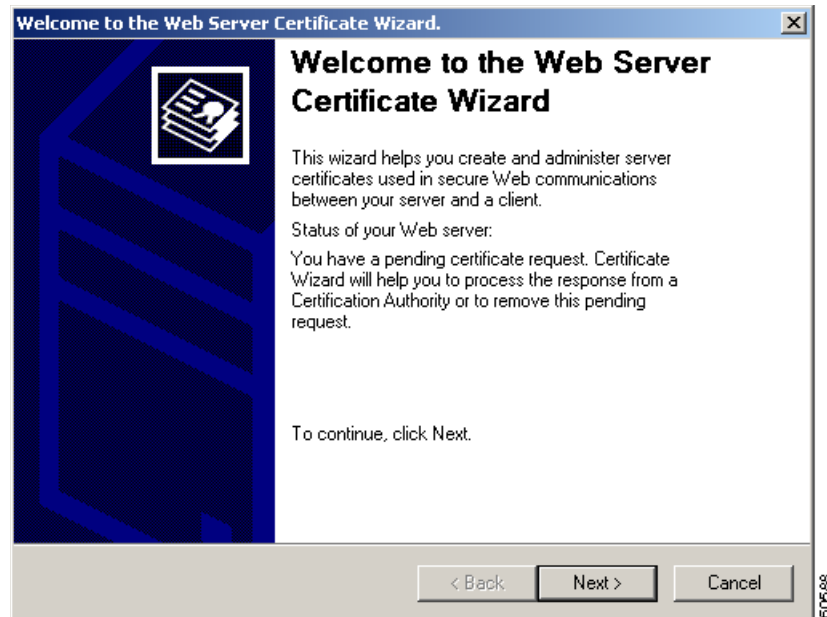 Welcome to the Web Server Certificate Wizard.
Welcome to the Web Server
Certificate Wizard
This wizard helps you create and administer server
certificates used in secure Web communications
between your server and a client.
Status of your Web server:
You have a pending certificate request. Certificate
Wizard will help you to process the response from a
Certification Authority or to remove this pending
request.
To continue, click Next.
< Back
Next >
Cancel
50588